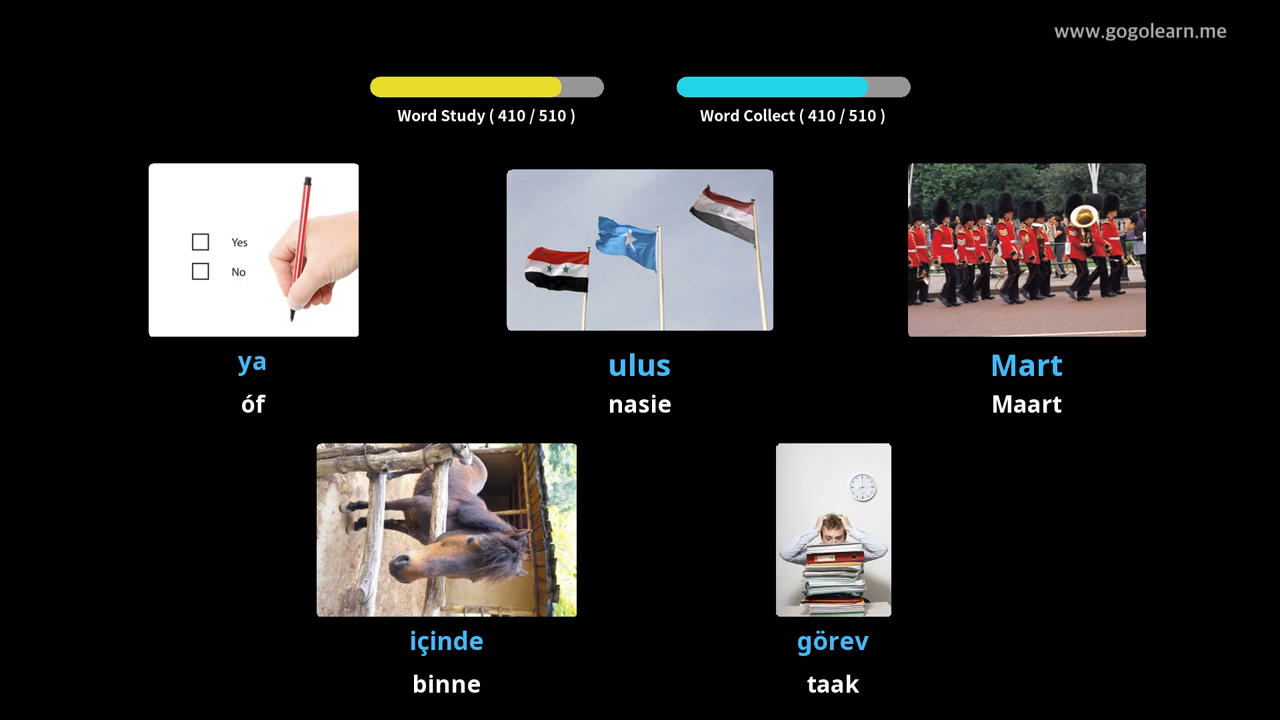 www.gogolearn.me
Word Study ( 410 / 510 )
Word Collect ( 410 / 510 )
Yes
No
ya
óf
ulus
nasie
Mart
Maart
içinde
binne
görev
taak